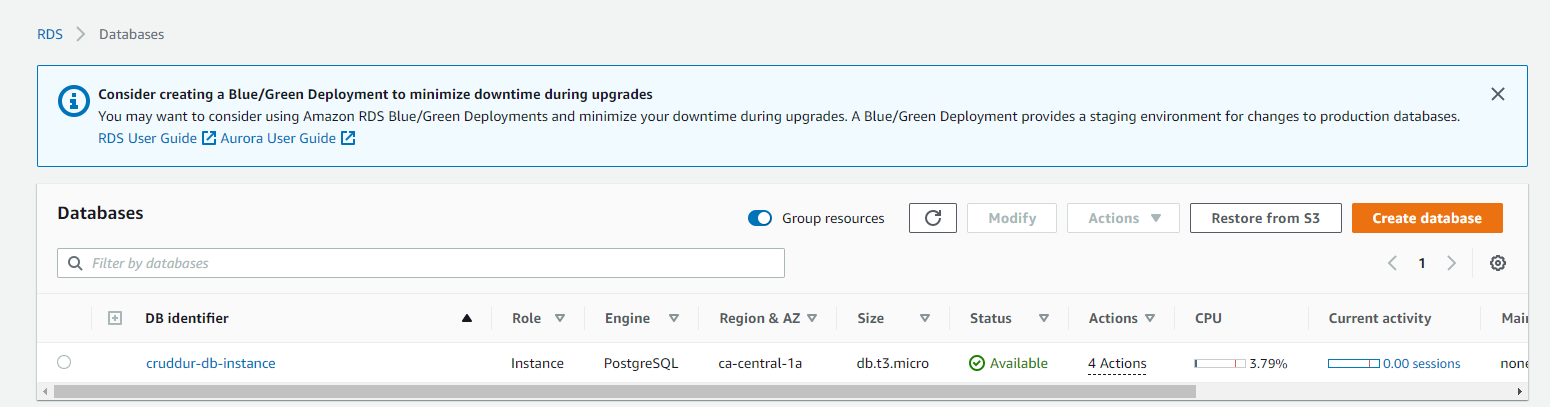 RDS > Databases
Consider creating a Blue/Green Deployment to minimize downtime during upgrades
You may want to consider using Amazon RDS Blue/Green Deployments and minimize your downtime during upgrades. A Blue/Green Deployment provides a staging environment for changes to production databases.
RDS User Guide Aurora User Guide
Databases Group resources Modify Actions Restore from S3 Create database
Filter by databases 1
DB identifier Role Engine Region & AZ Size Status Actions CPU Current activity Main
cruddur-db-instance Instance PostgreSQL ca-central-1a db.t3.micro Available 4 Actions 3.79% 0.00 sessions none